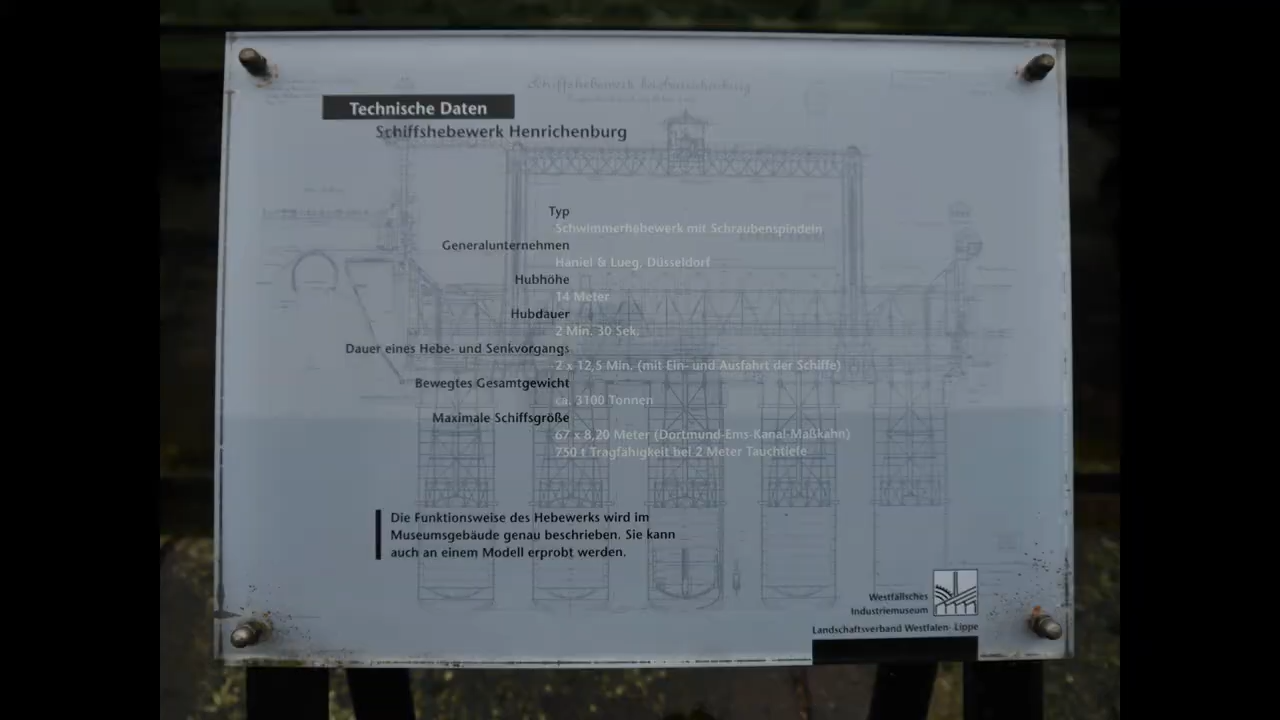 Technische Daten
Schiffshebewerk Henrichenburg
Typ
Schwimmerhebewerk mit Schraubenspindeln
Generalunternehmen
Haniel & Lueg, Düsseldorf
Hubhöhe
14 Meter
Hubdauer
2 Min. 30 Sek.
Dauer eines Hebe- und Senkvorgangs
2 x 12,5 Min. (mit Ein- und Ausfahrt der Schiffe)
Bewegtes Gesamtgewicht
ca. 3100 Tonnen
Maximale Schiffsgröße
67 x 8,20 Meter (Dortmund-Ems-Kanal-Maßkahn)
750 t Tragfähigkeit bei 2 Meter Tauchtiefe
Die Funktionsweise des Hebewerks wird im
Museumsgebäude genau beschrieben. Sie kann
auch an einem Modell erprobt werden.
Westfälisches
Industriemuseum
Landschaftsverband Westfalen- Lippe